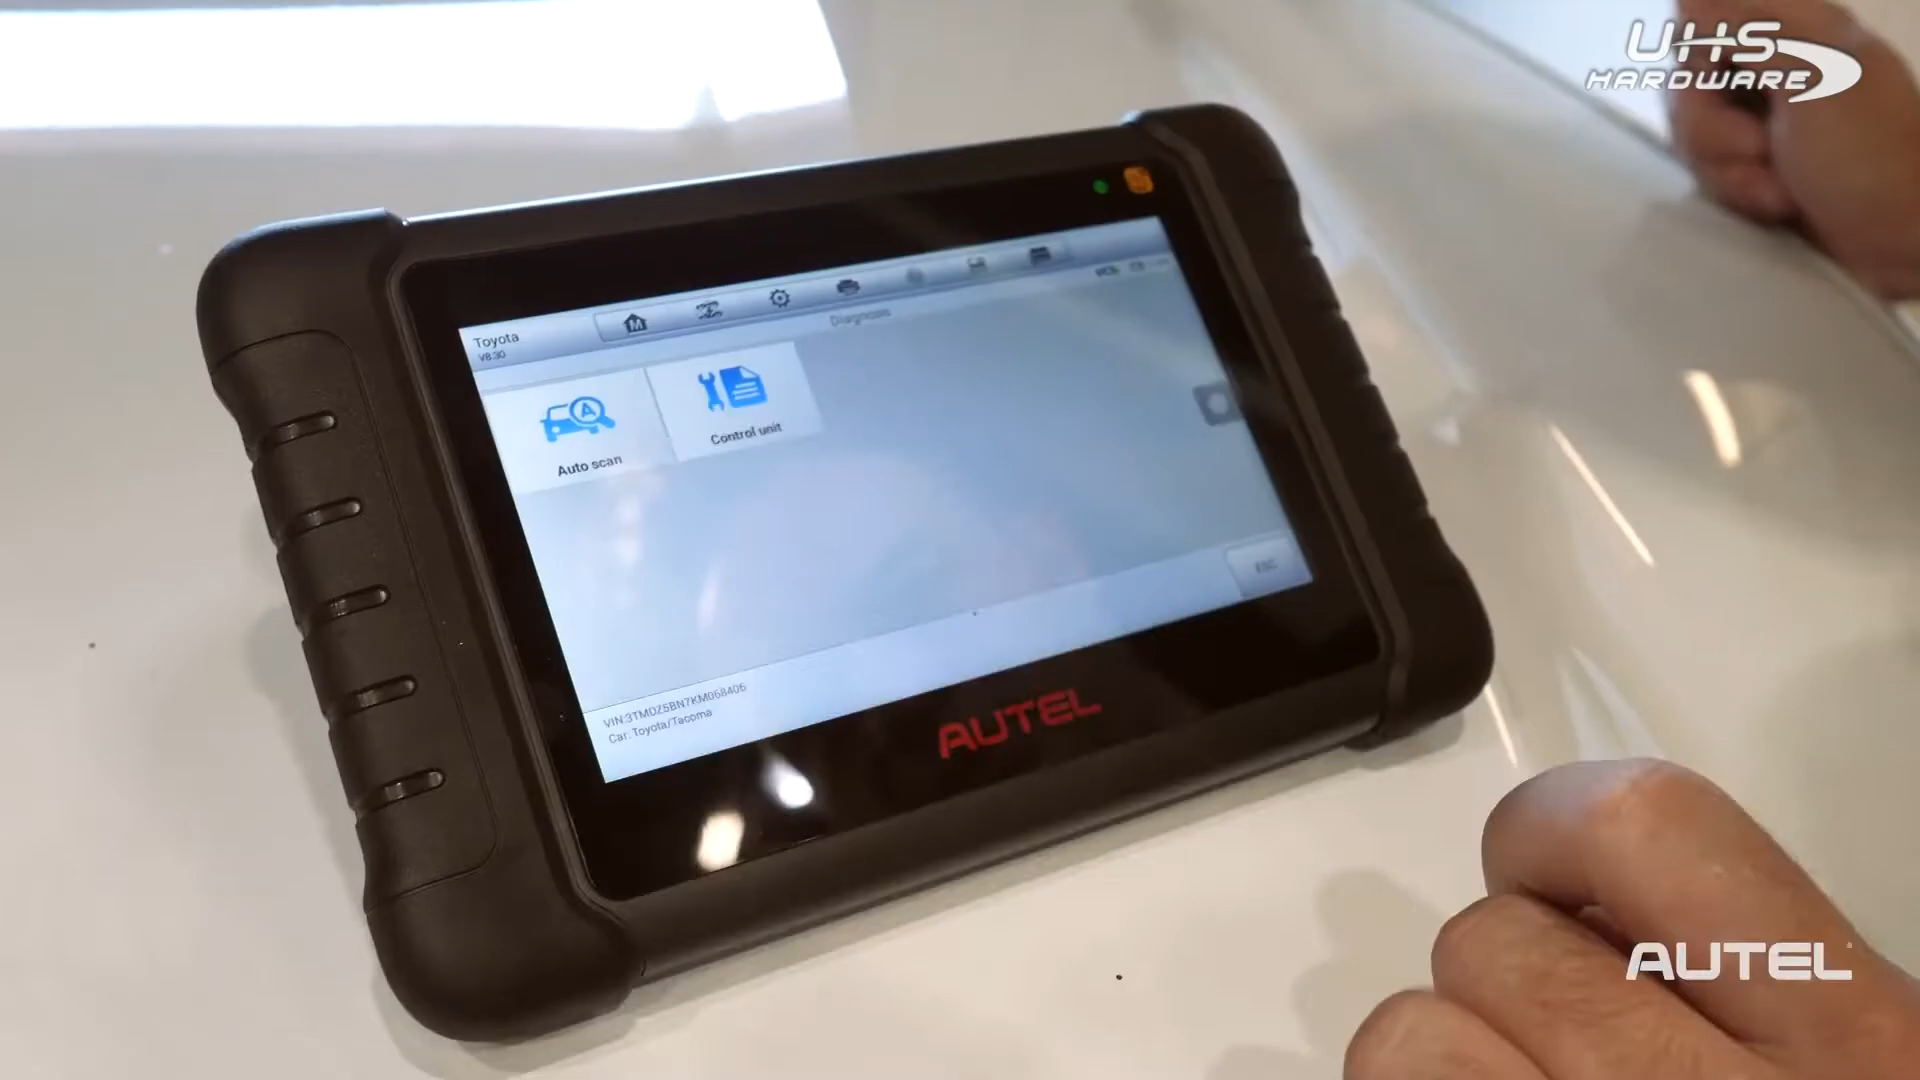 UHS
HARDWARE
Toyota
V8.30
Diagnosis
Auto scan
Control unit
ESC
VIN:3TMDZ5BN7KM068406
Car: Toyota/Tacoma
AUTEL
AUTEL